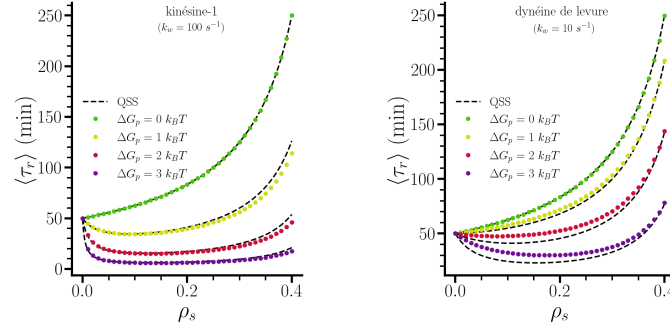 kinésine-1
(k_w = 100 s⁻¹)
⟨τ_r⟩ (min)
250
200
150
100
50
0
QSS
ΔG_p = 0 k_BT
ΔG_p = 1 k_BT
ΔG_p = 2 k_BT
ΔG_p = 3 k_BT
0.0
0.2
0.4
ρ_s
dynéine de levure
(k_w = 10 s⁻¹)
⟨τ_r⟩ (min)
250
200
150
100
50
QSS
ΔG_p = 0 k_BT
ΔG_p = 1 k_BT
ΔG_p = 2 k_BT
ΔG_p = 3 k_BT
0.0
0.2
0.4
ρ_s